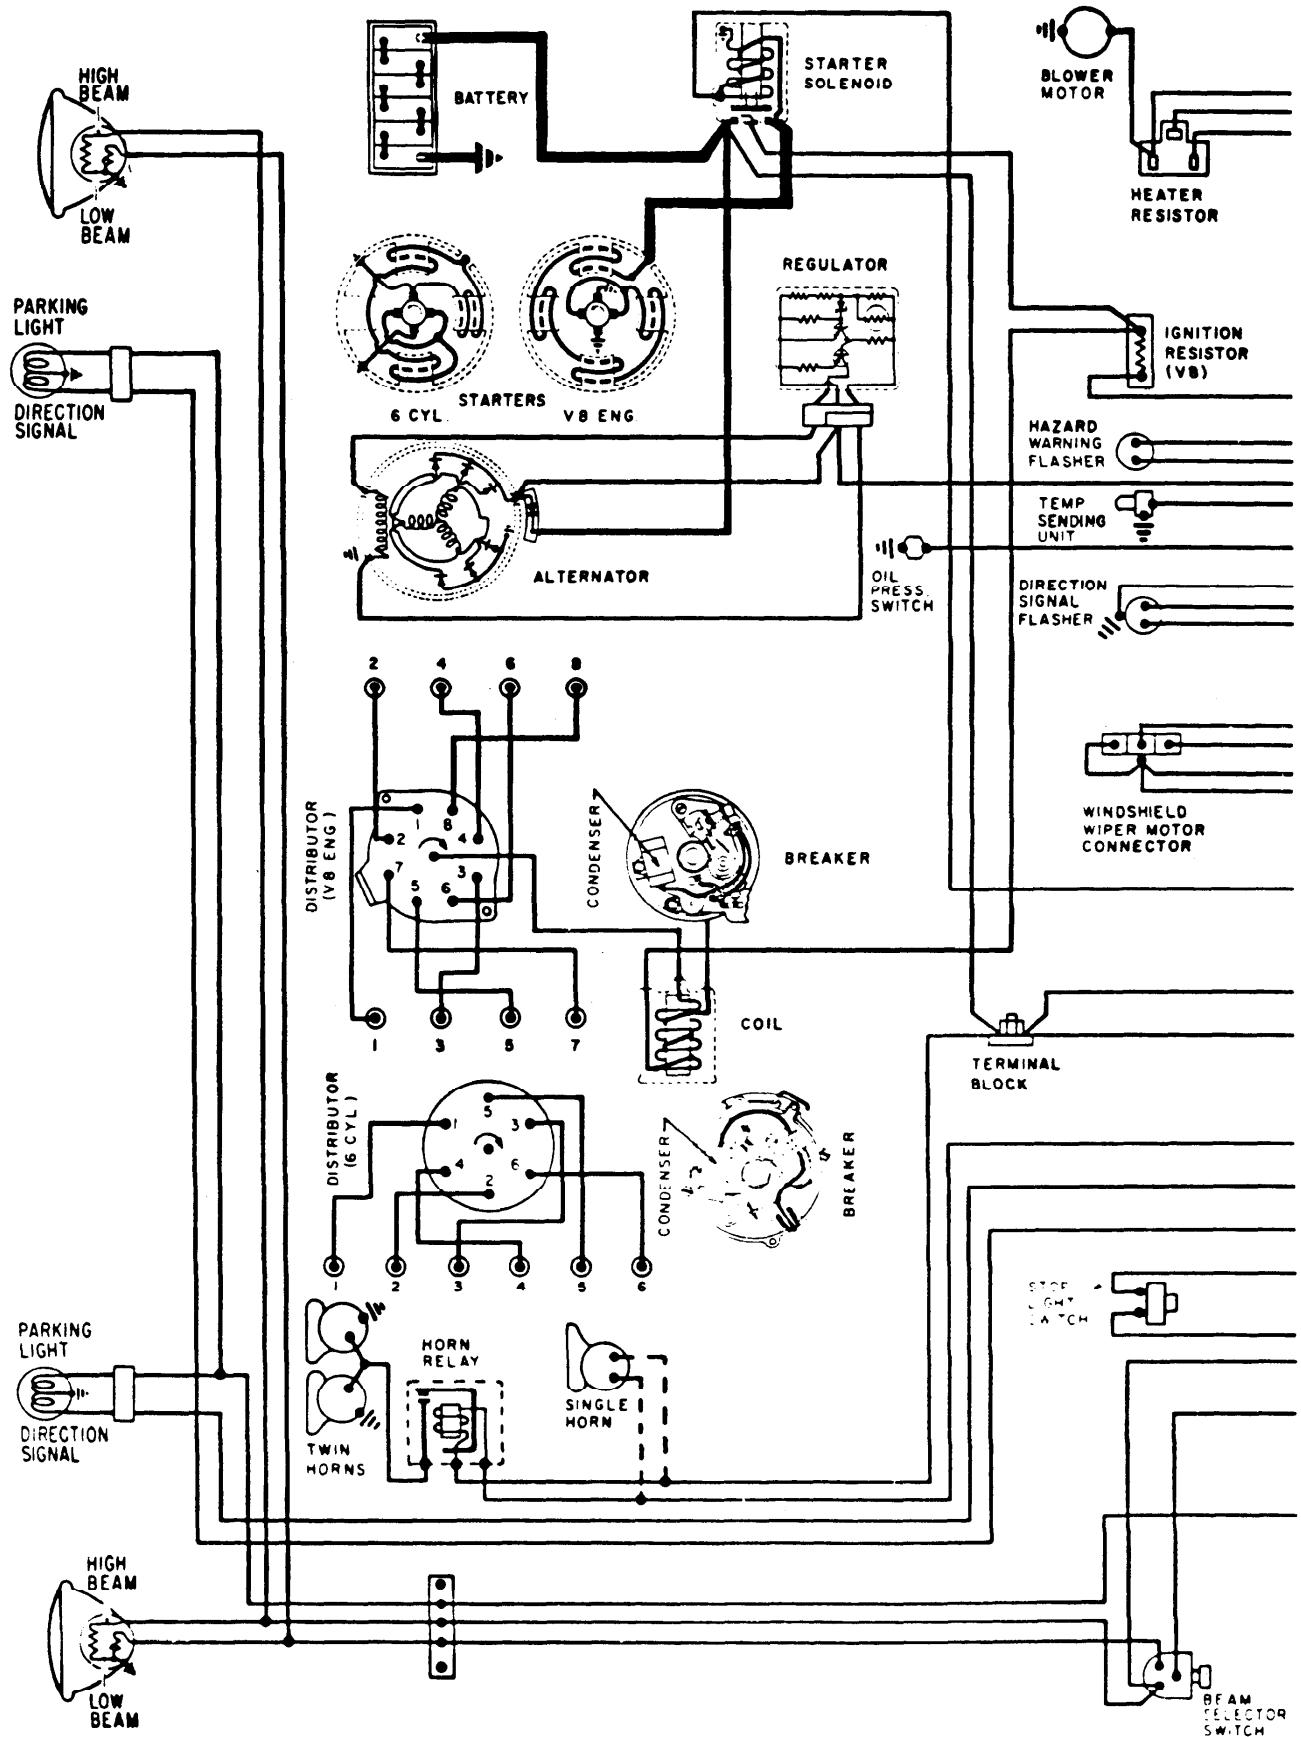 STARTER
SOLENOID
BATTERY
BLOWER
MOTOR
HEATER
RESISTOR
HIGH
BEAM
LOW
BEAM
PARKING
LIGHT
DIRECTION
SIGNAL
REGULATOR
IGNITION
RESISTOR
(V8)
STARTERS
6 CYL.
V8 ENG.
HAZARD
WARNING
FLASHER
TEMP
SENDING
UNIT
ALTERNATOR
OIL
PRESS.
SWITCH
DIRECTION
SIGNAL
FLASHER
2
4
6
8
DISTRIBUTOR
(V8 ENG)
1
8
2
4
7
3
5
6
CONDENSER
BREAKER
WINDSHIELD
WIPER MOTOR
CONNECTOR
1
3
5
7
COIL
TERMINAL
BLOCK
DISTRIBUTOR
(6 CYL)
5
1
3
4
6
2
CONDENSER
BREAKER
1
2
3
4
5
6
PARKING
LIGHT
DIRECTION
SIGNAL
HORN
RELAY
TWIN
HORNS
SINGLE
HORN
STOP
LIGHT
SWITCH
HIGH
BEAM
LOW
BEAM
BEAM
SELECTOR
SWITCH